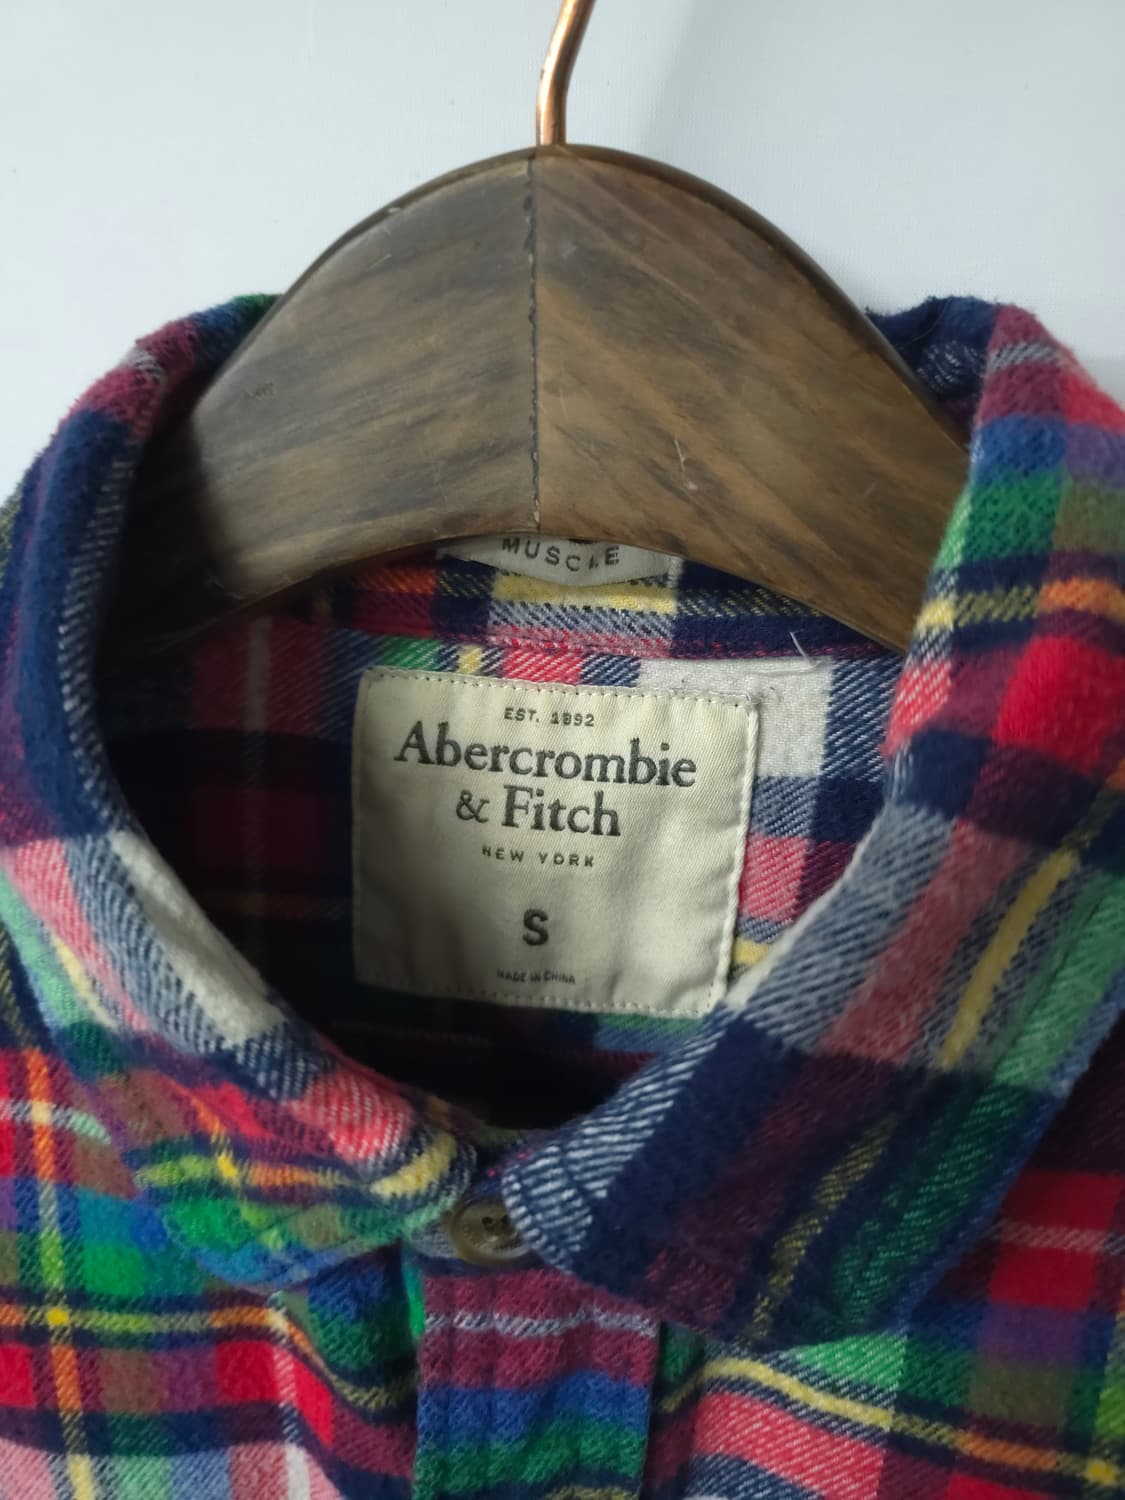 MUSCLE
EST. 1892
Abercrombie
& Fitch
NEW YORK
S
MADE IN CHINA